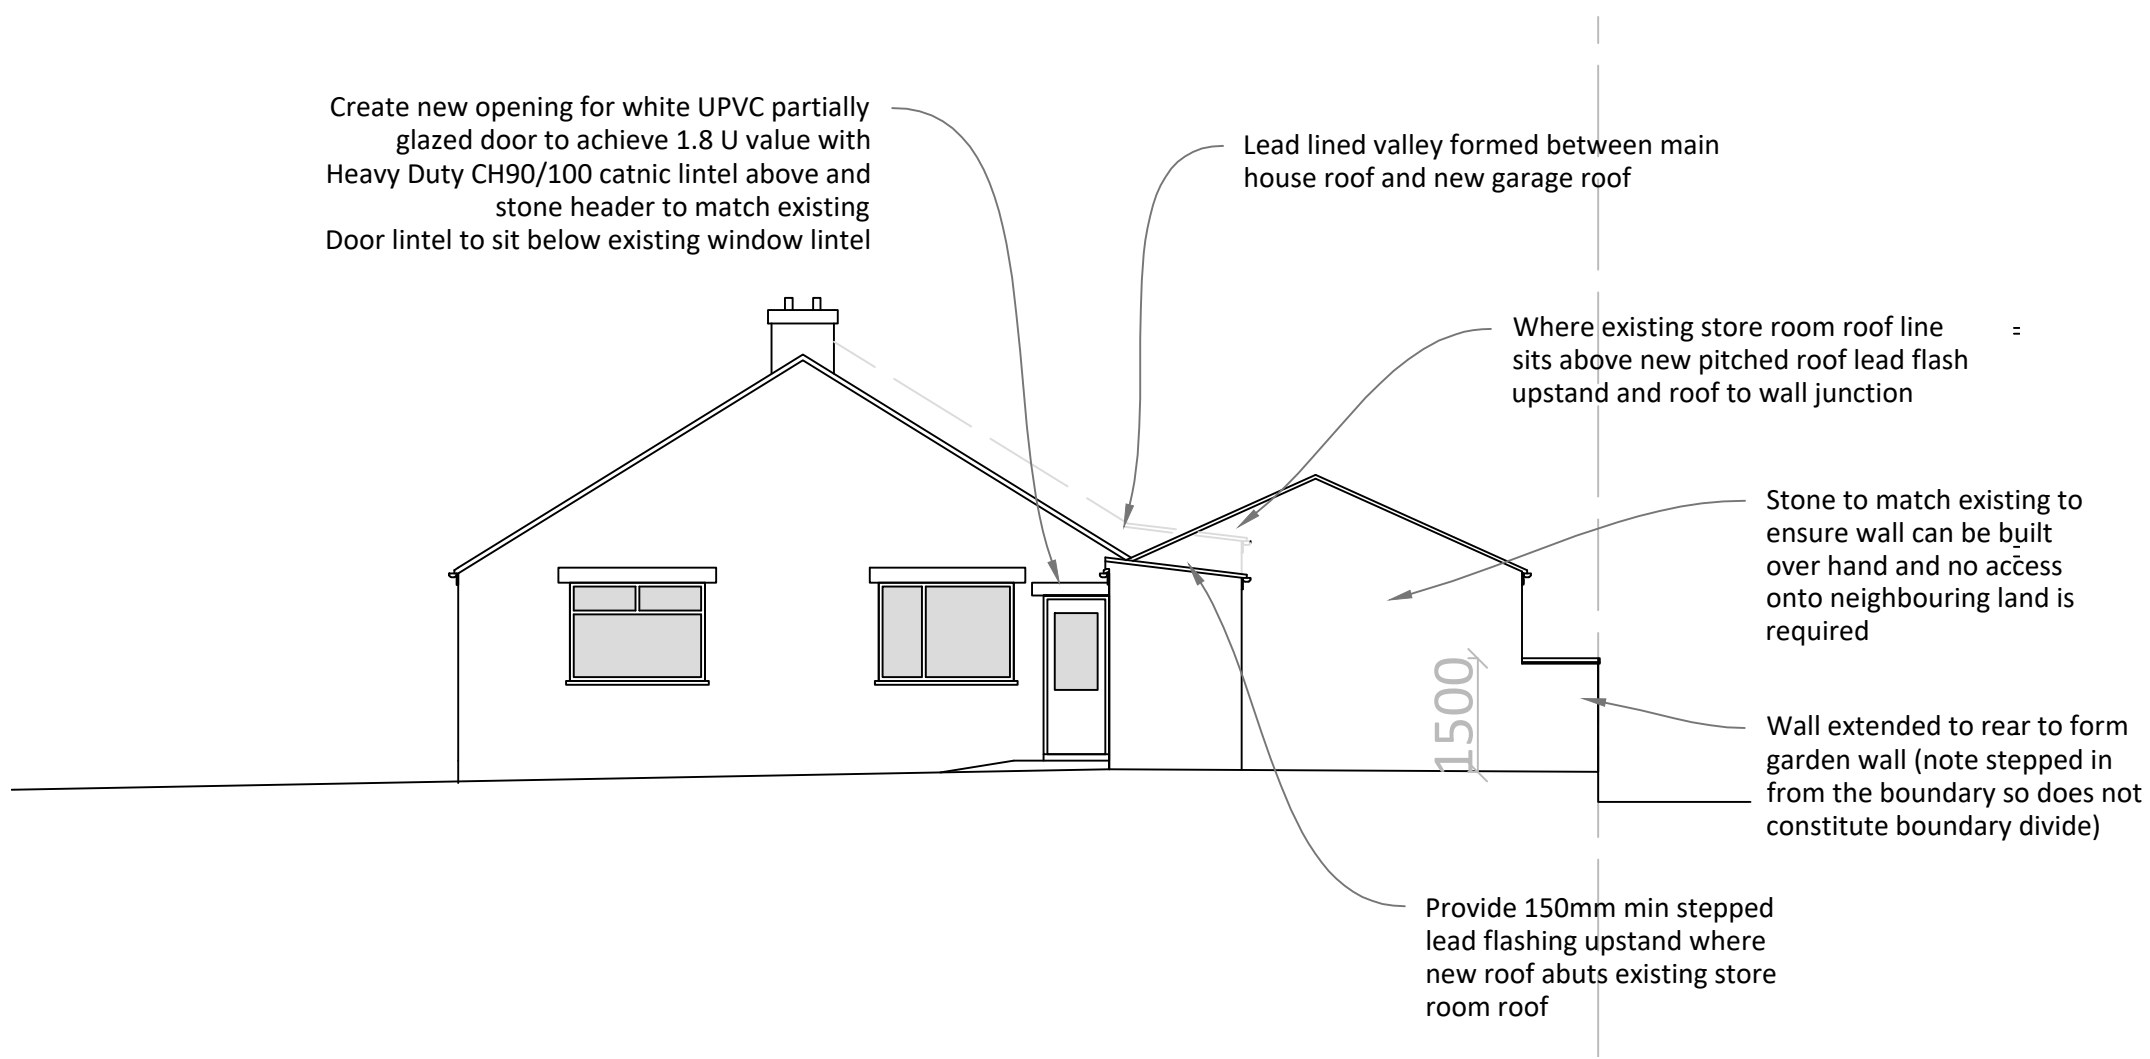 Create new opening for white UPVC partially
glazed door to achieve 1.8 U value with
Heavy Duty CH90/100 catnic lintel above and
stone header to match existing
Door lintel to sit below existing window lintel
Lead lined valley formed between main
house roof and new garage roof
Where existing store room roof line
sits above new pitched roof lead flash
upstand and roof to wall junction
Stone to match existing to
ensure wall can be built
over hand and no access
onto neighbouring land is
required
1500
Wall extended to rear to form
garden wall (note stepped in
from the boundary so does not
constitute boundary divide)
Provide 150mm min stepped
lead flashing upstand where
new roof abuts existing store
room roof